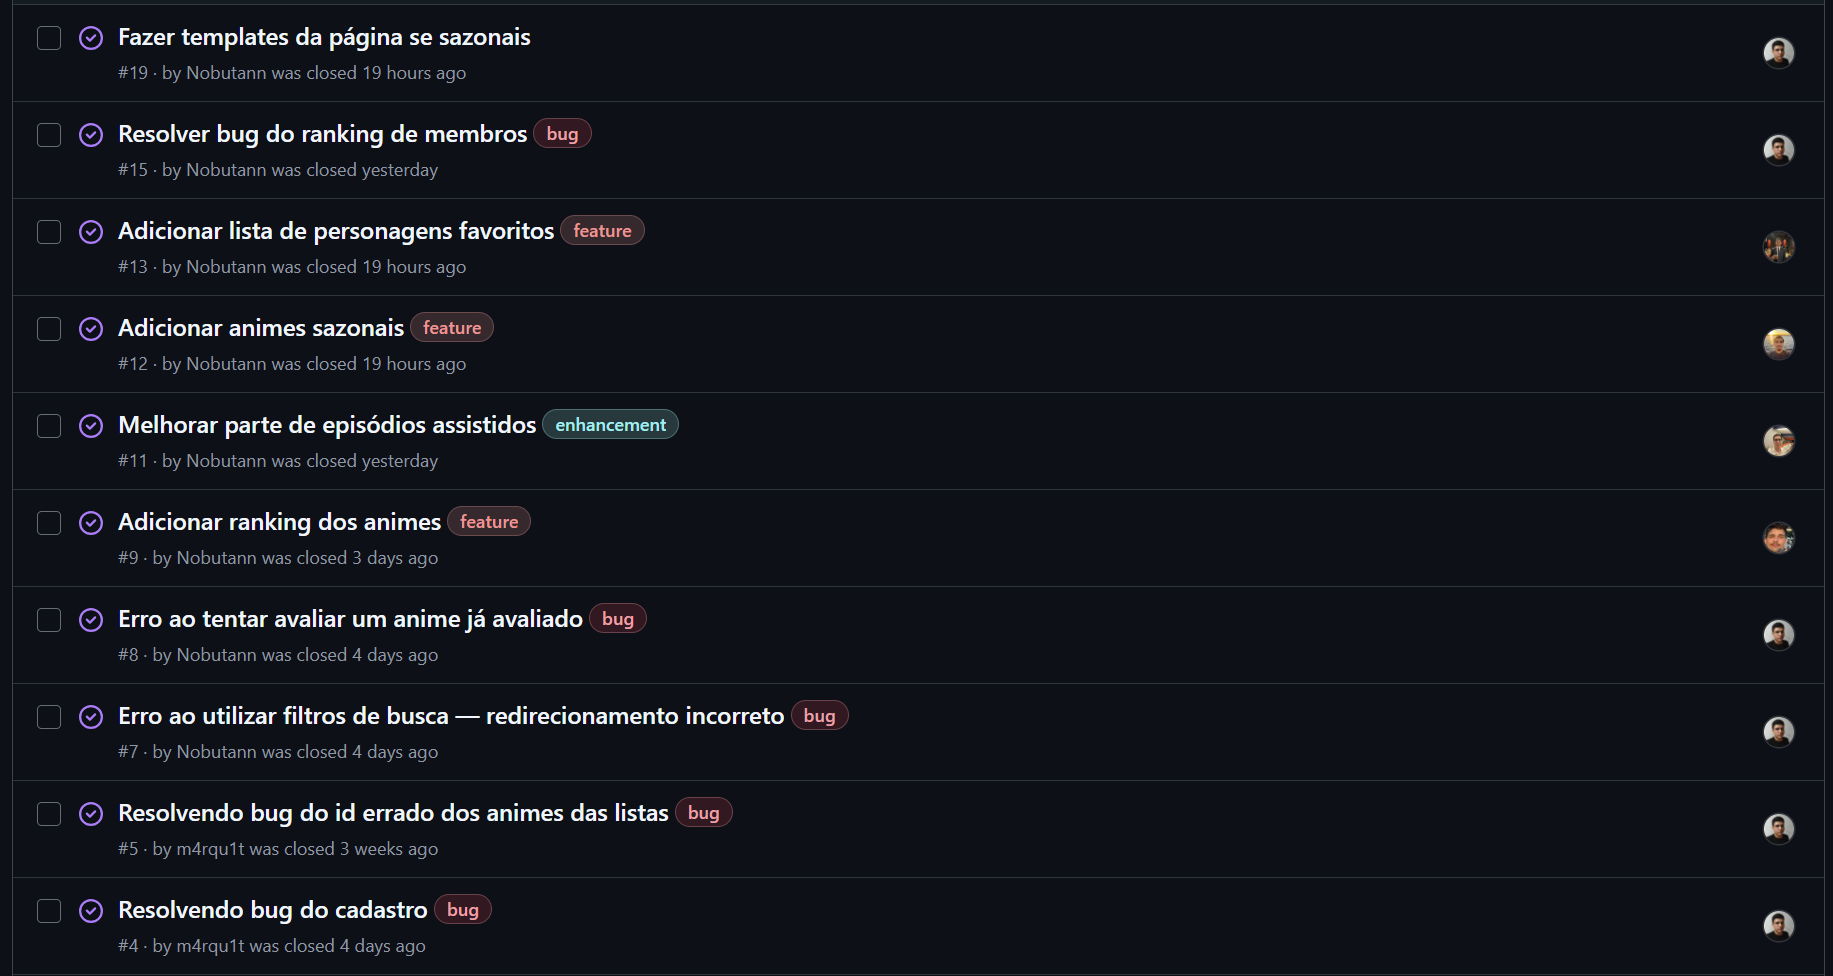 Fazer templates da página se sazonais
#19 · by Nobutann was closed 19 hours ago
Resolver bug do ranking de membros bug
#15 · by Nobutann was closed yesterday
Adicionar lista de personagens favoritos feature
#13 · by Nobutann was closed 19 hours ago
Adicionar animes sazonais feature
#12 · by Nobutann was closed 19 hours ago
Melhorar parte de episódios assistidos enhancement
#11 · by Nobutann was closed yesterday
Adicionar ranking dos animes feature
#9 · by Nobutann was closed 3 days ago
Erro ao tentar avaliar um anime já avaliado bug
#8 · by Nobutann was closed 4 days ago
Erro ao utilizar filtros de busca — redirecionamento incorreto bug
#7 · by Nobutann was closed 4 days ago
Resolvendo bug do id errado dos animes das listas bug
#5 · by m4rqu1t was closed 3 weeks ago
Resolvendo bug do cadastro bug
#4 · by m4rqu1t was closed 4 days ago